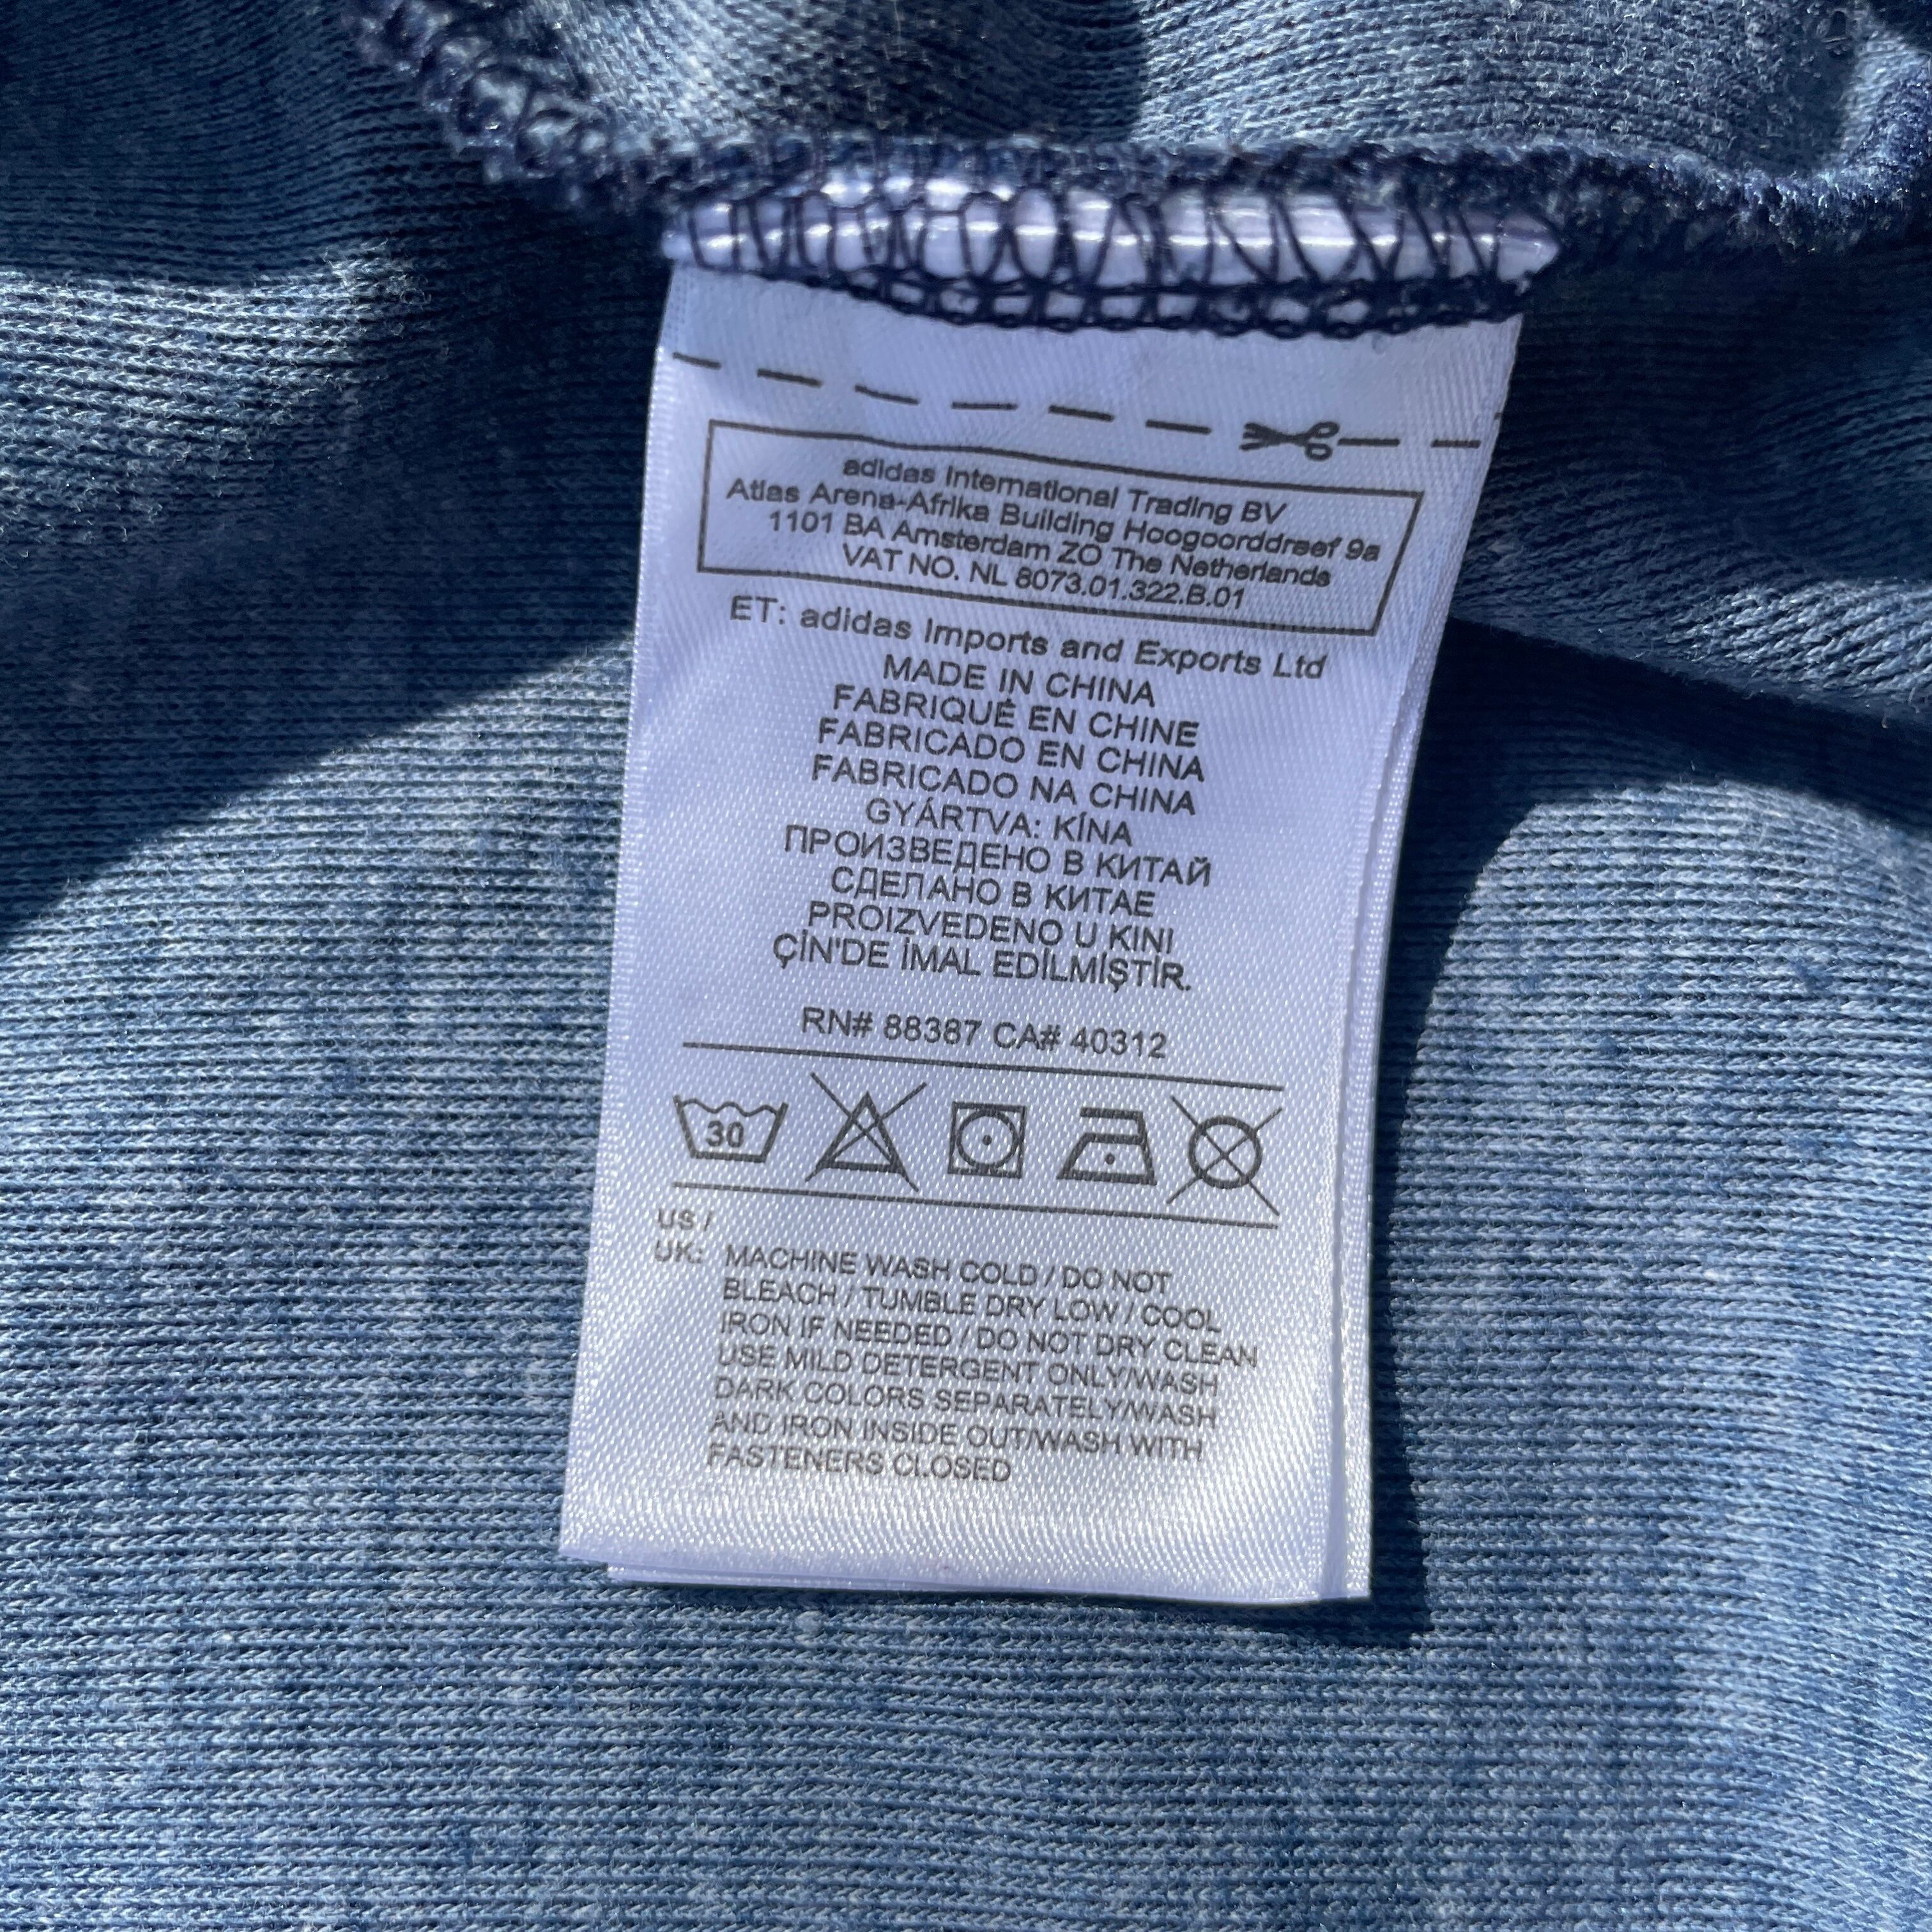 adidas International Trading BV
Atlas Arena-Afrika Building Hoogoorddreef 9a
1101 BA Amsterdam ZO The Netherlands
VAT NO. NL 8073.01.322.B.01
ET: adidas Imports and Exports Ltd
MADE IN CHINA
FABRIQUÉ EN CHINE
FABRICADO EN CHINA
FABRICADO NA CHINA
GYÁRTVA: KÍNA
ПРОИЗВЕДЕНО В КИТАЙ
СДЕЛАНО В КИТАЕ
PROIZVEDENO U KINI
ÇİN'DE İMAL EDİLMİŞTİR.
RN# 88387 CA# 40312
30
US /
UK: MACHINE WASH COLD / DO NOT
BLEACH / TUMBLE DRY LOW / COOL
IRON IF NEEDED / DO NOT DRY CLEAN
USE MILD DETERGENT ONLY/WASH
DARK COLORS SEPARATELY/WASH
AND IRON INSIDE OUT/WASH WITH
FASTENERS CLOSED